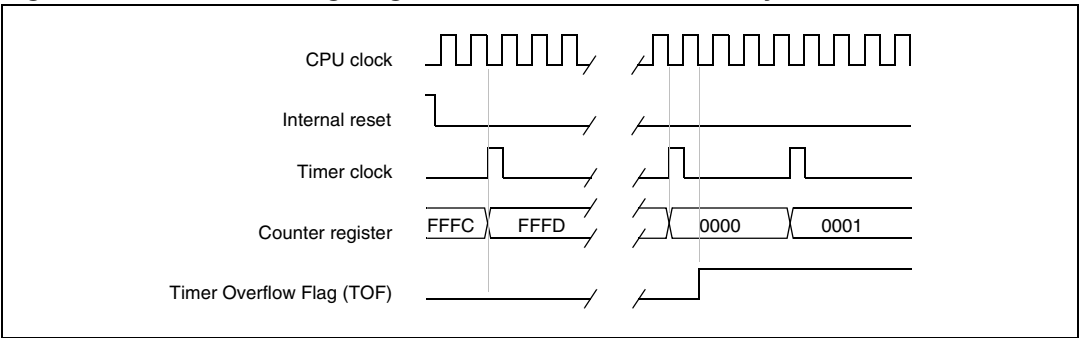 CPU clock
Internal reset
Timer clock
Counter register FFFC FFFD 0000 0001
Timer Overflow Flag (TOF)